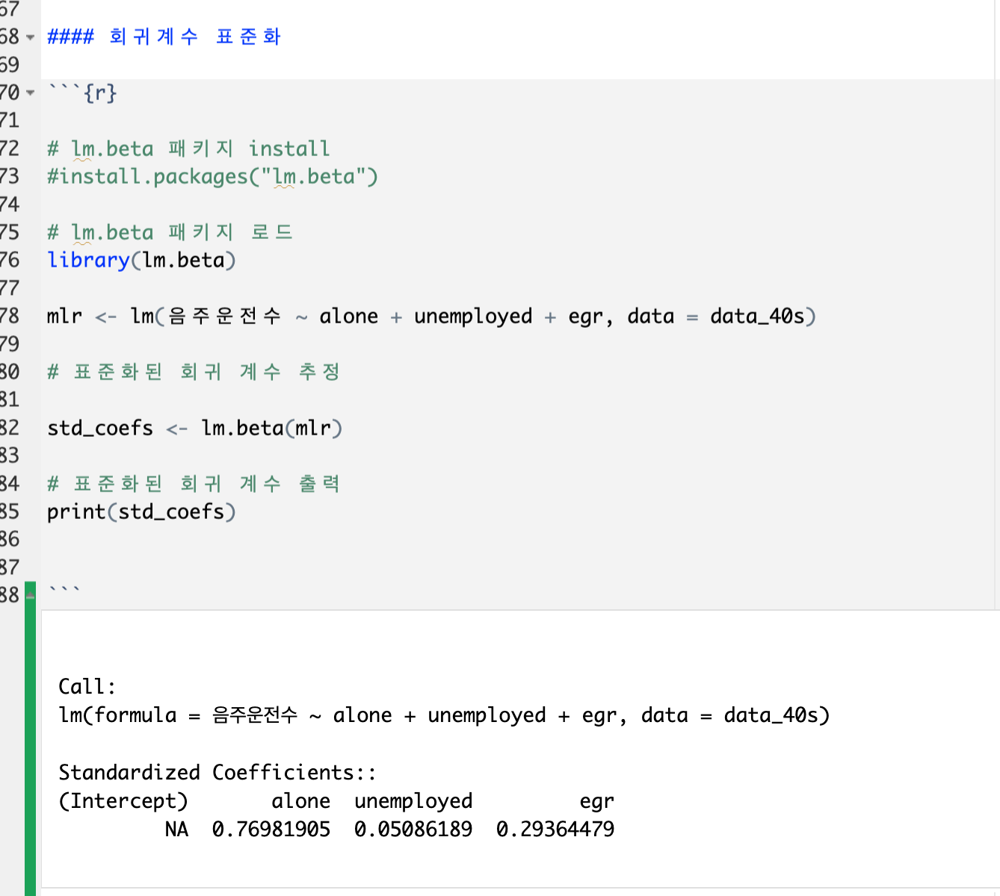 67
68 #### 회귀계수 표준화
69
70 ```{r}
71
72 # lm.beta 패키지 install
73 #install.packages("lm.beta")
74
75 # lm.beta 패키지 로드
76 library(lm.beta)
77
78 mlr <- lm(음주운전수 ~ alone + unemployed + egr, data = data_40s)
79
80 # 표준화된 회귀 계수 추정
81
82 std_coefs <- lm.beta(mlr)
83
84 # 표준화된 회귀 계수 출력
85 print(std_coefs)
86
87
88 ```
Call:
lm(formula = 음주운전수 ~ alone + unemployed + egr, data = data_40s)
Standardized Coefficients::
(Intercept) alone unemployed egr
NA 0.76981905 0.05086189 0.29364479